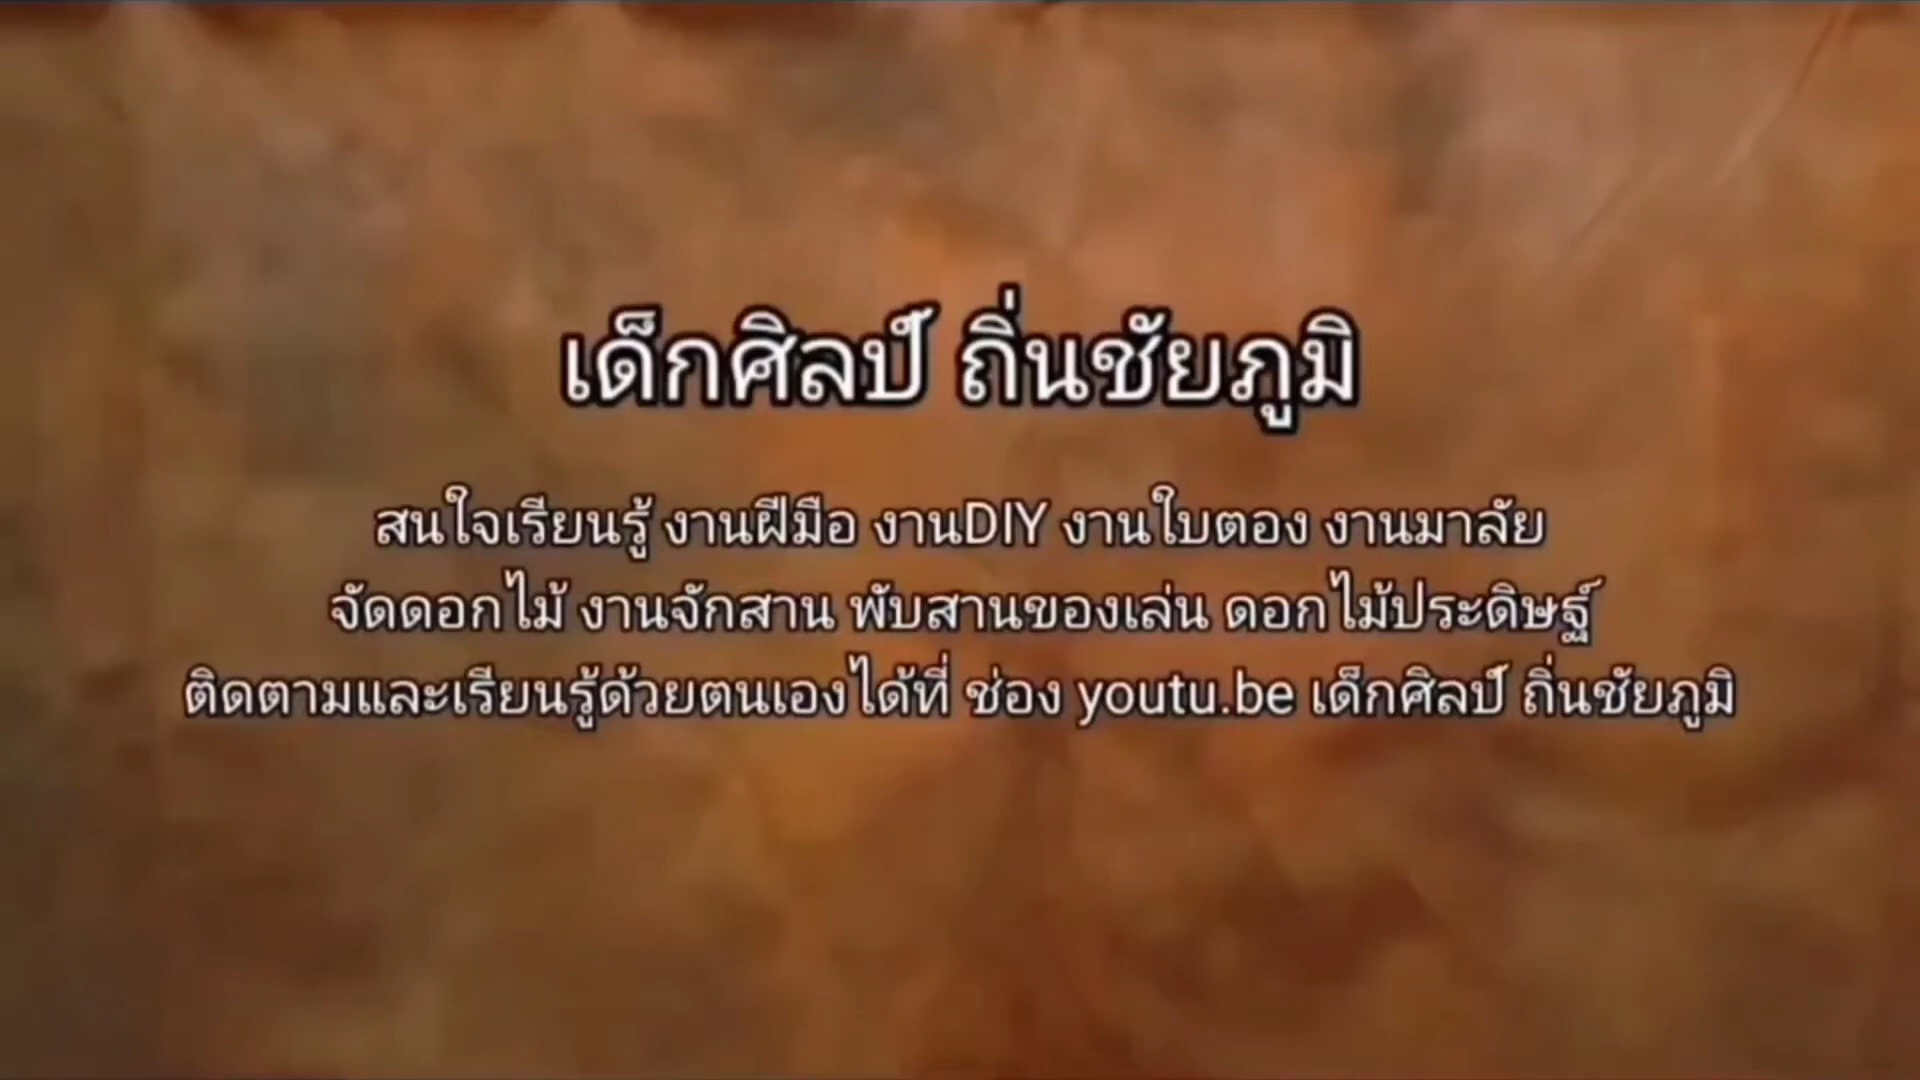 เด็กศิลป์ ถิ่นชัยภูมิ
สนใจเรียนรู้ งานฝีมือ งานDIY งานใบตอง งานมาลัย
จัดดอกไม้ งานจักสาน พับสานของเล่น ดอกไม้ประดิษฐ์
ติดตามและเรียนรู้ด้วยตนเองได้ที่ ช่อง youtu.be เด็กศิลป์ ถิ่นชัยภูมิ